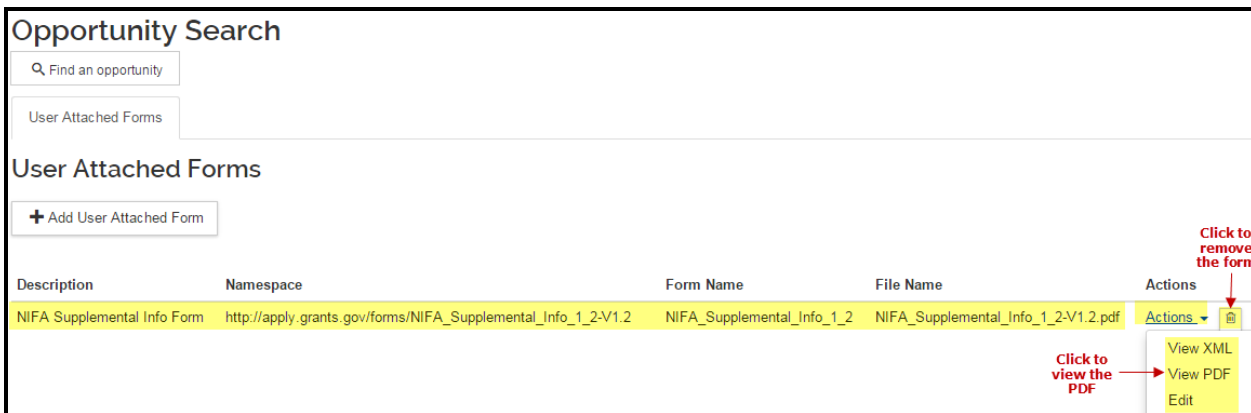 Opportunity Search
Find an opportunity
User Attached Forms
User Attached Forms
Add User Attached Form
Click to
remove
the form
Description Namespace Form Name File Name Actions
NIFA Supplemental Info Form http://apply.grants.gov/forms/NIFA_Supplemental_Info_1_2-V1.2 NIFA_Supplemental_Info_1_2 NIFA_Supplemental_Info_1_2-V1.2.pdf Actions
View XML
Click to
view the
PDF
View PDF
Edit